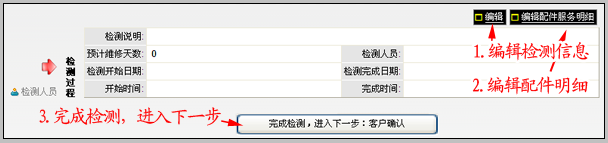 编辑 编辑配件服务明细
检测说明:
预计维修天数: 0 检测人员:
检测开始日期: 检测完成日期:
开始时间: 完成时间:
检测过程
检测人员
1.编辑检测信息
2.编辑配件明细
3.完成检测，进入下一步
完成检测，进入下一步：客户确认